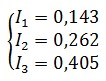 I₁ = 0,143
I₂ = 0,262
I₃ = 0,405